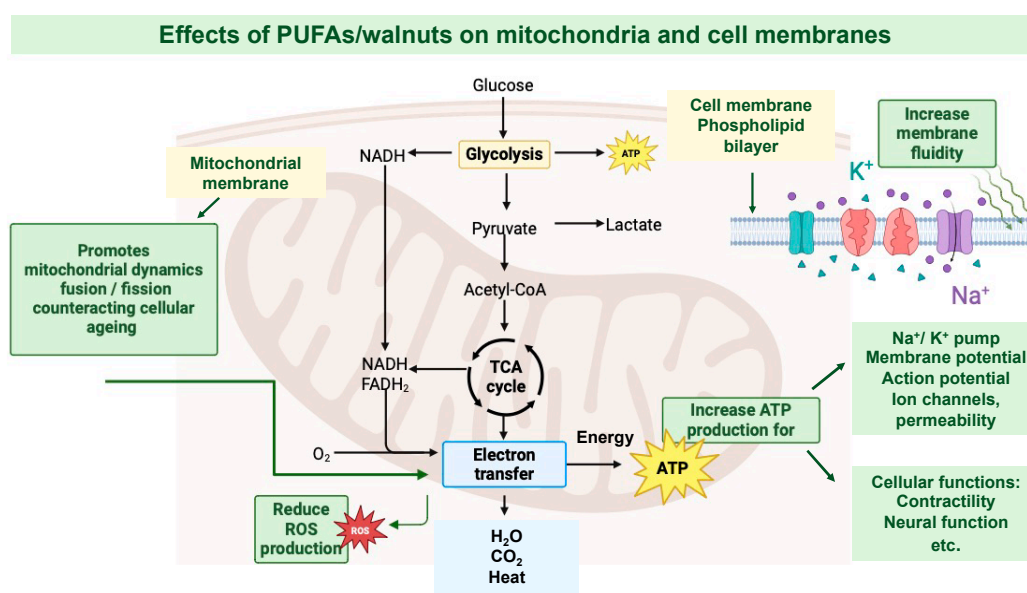 Effects of PUFAs/walnuts on mitochondria and cell membranes
Glucose
NADH
Glycolysis
ATP
Pyruvate
Lactate
Acetyl-CoA
NADH
FADH₂
TCA
cycle
O₂
Electron
transfer
Energy
ATP
H₂O
CO₂
Heat
Mitochondrial
membrane
Promotes
mitochondrial dynamics
fusion / fission
counteracting cellular
ageing
Reduce
ROS
production
ROS
Cell membrane
Phospholipid
bilayer
Increase
membrane
fluidity
K⁺
Na⁺
Increase ATP
production for
Na⁺/ K⁺ pump
Membrane potential
Action potential
Ion channels,
permeability
Cellular functions:
Contractility
Neural function
etc.